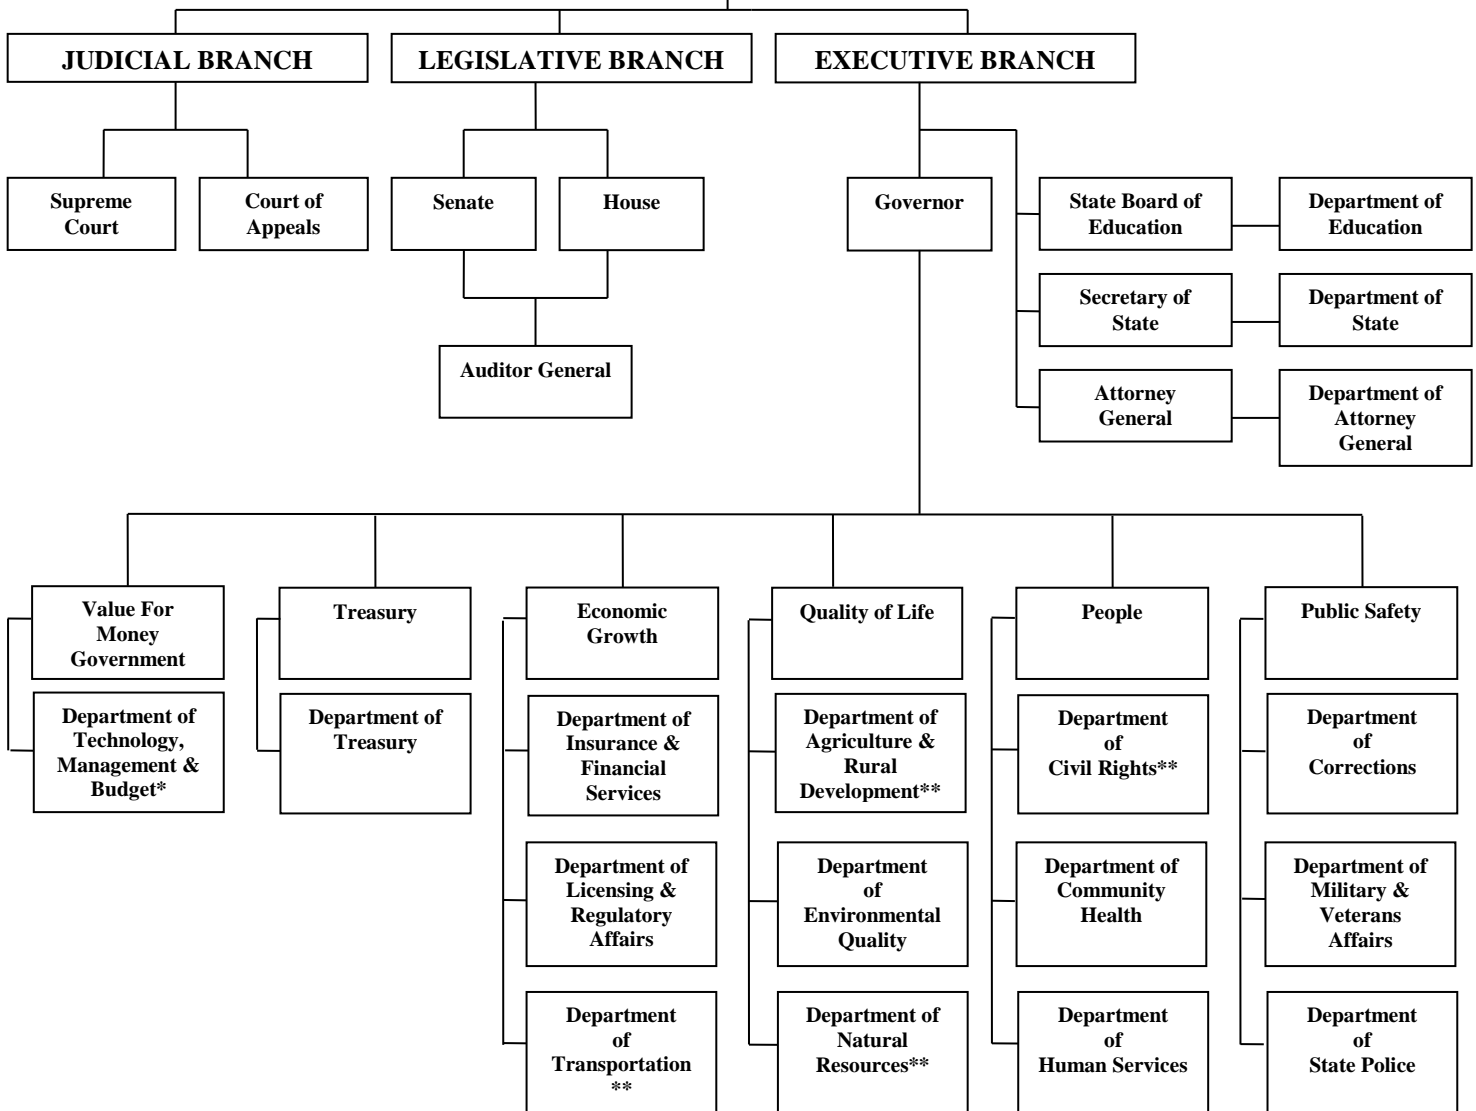 JUDICIAL BRANCH
LEGISLATIVE BRANCH
EXECUTIVE BRANCH
Supreme
Court
Court of
Appeals
Senate
House
Auditor General
Governor
State Board of
Education
Department of
Education
Secretary of
State
Department of
State
Attorney
General
Department of
Attorney
General
Value For
Money
Government
Department of
Technology,
Management &
Budget*
Treasury
Department of
Treasury
Economic
Growth
Department of
Insurance &
Financial
Services
Department of
Licensing &
Regulatory
Affairs
Department
of
Transportation
**
Quality of Life
Department of
Agriculture &
Rural
Development**
Department
of
Environmental
Quality
Department of
Natural
Resources**
People
Department
of
Civil Rights**
Department of
Community
Health
Department
of
Human Services
Public Safety
Department
of
Corrections
Department of
Military &
Veterans
Affairs
Department
of
State Police